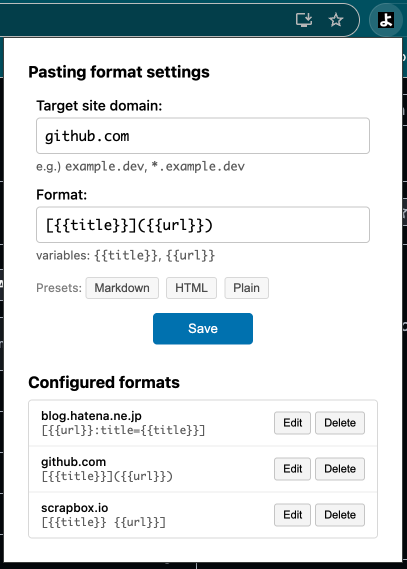 Pasting format settings
Target site domain:
github.com
e.g.) example.dev, *.example.dev
Format:
[{{title}}]({{url}})
variables: {{title}}, {{url}}
Presets: Markdown HTML Plain
Save
Configured formats
blog.hatena.ne.jp Edit Delete
[{{url}}:title={{title}}]
github.com Edit Delete
[{{title}}]({{url}})
scrapbox.io Edit Delete
[{{title}} {{url}}]